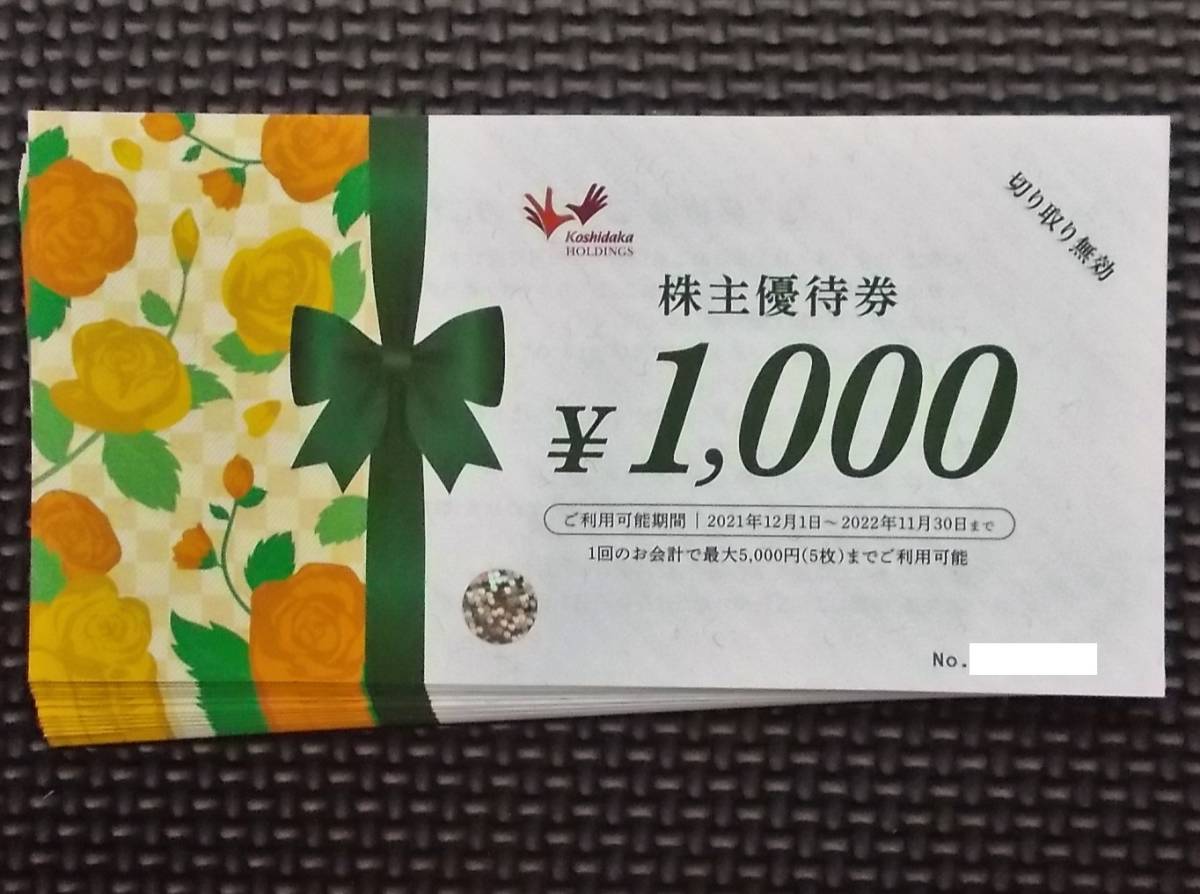 切り取り無効
Koshidaka
HOLDINGS
株主優待券
¥1,000
ご利用可能期間|2021年12月1日~2022年11月30日まで
1回のお会計で最大5,000円(5枚)までご利用可能
No.